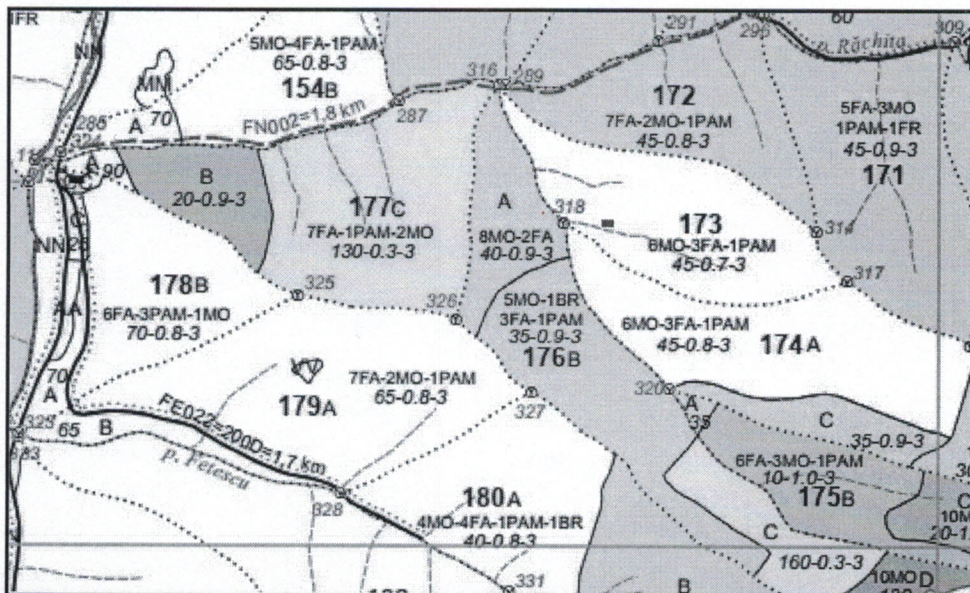 IFR
NN
MM
70
A
5MO-4FA-1PAM
65-0.8-3
154B
FN002=1,8 km
287
316
289
291
296
60
p. Răchita
309
172
7FA-2MO-1PAM
45-0.8-3
5FA-3MO
1PAM-1FR
45-0.9-3
171
A
90
B
20-0.9-3
177C
7FA-1PAM-2MO
130-0.3-3
A
8MO-2FA
40-0.9-3
318
173
6MO-3FA-1PAM
45-0.7-3
314
317
C
NN
178B
6FA-3PAM-1MO
70-0.8-3
325
326
5MO-1BR
3FA-1PAM
35-0.9-3
176B
6MO-3FA-1PAM
45-0.8-3
174A
70
A
65
B
FE022=200D=1,7 km
p. Fetescu
179A
7FA-2MO-1PAM
65-0.8-3
327
320
A
35
C
35-0.9-3
6FA-3MO-1PAM
10-1.0-3
175B
328
180A
4MO-4FA-1PAM-1BR
40-0.8-3
C
160-0.3-3
331
B
10MO
D